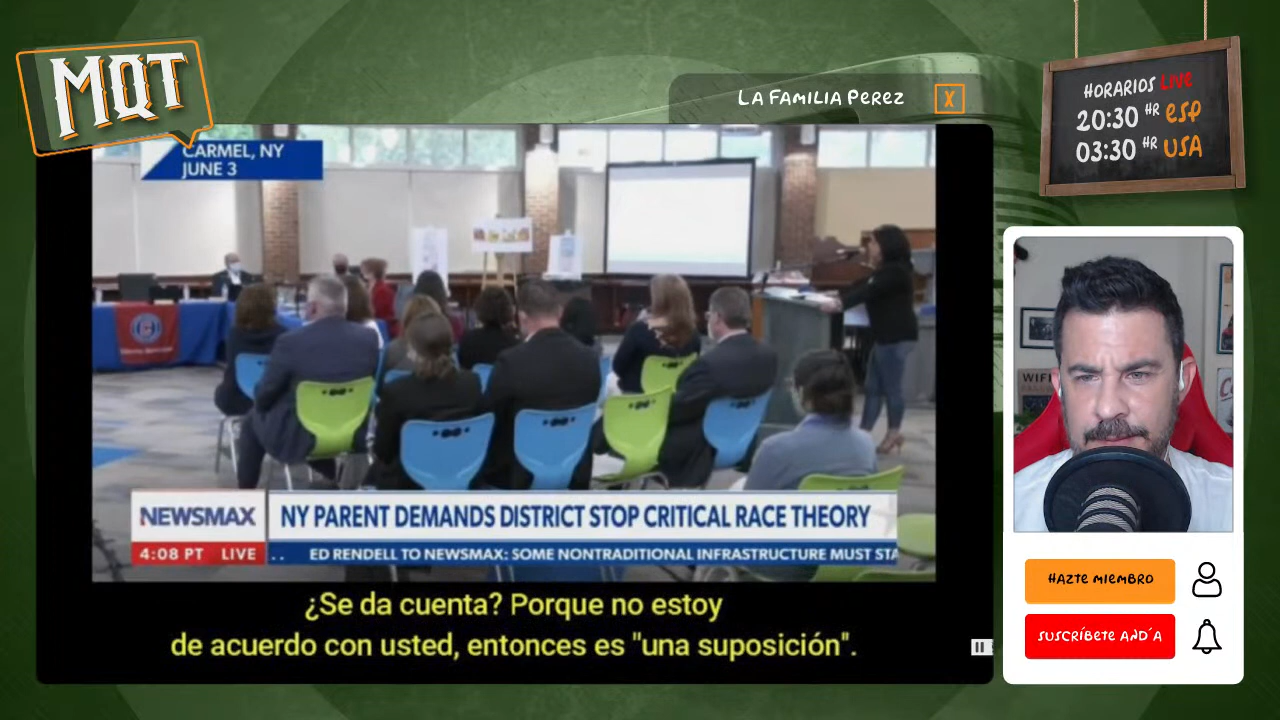 MQT
LA FAMILIA PEREZ
X
HORARIOS LIVE
20:30 HR ESP
03:30 HR USA
CARMEL, NY
JUNE 3
NEWSMAX
NY PARENT DEMANDS DISTRICT STOP CRITICAL RACE THEORY
4:08 PT LIVE
.. ED RENDELL TO NEWSMAX: SOME NONTRADITIONAL INFRASTRUCTURE MUST STA
¿Se da cuenta? Porque no estoy
de acuerdo con usted, entonces es "una suposición".
WIFI
HAZTE MIEMBRO
SUSCRÍBETE AND´A